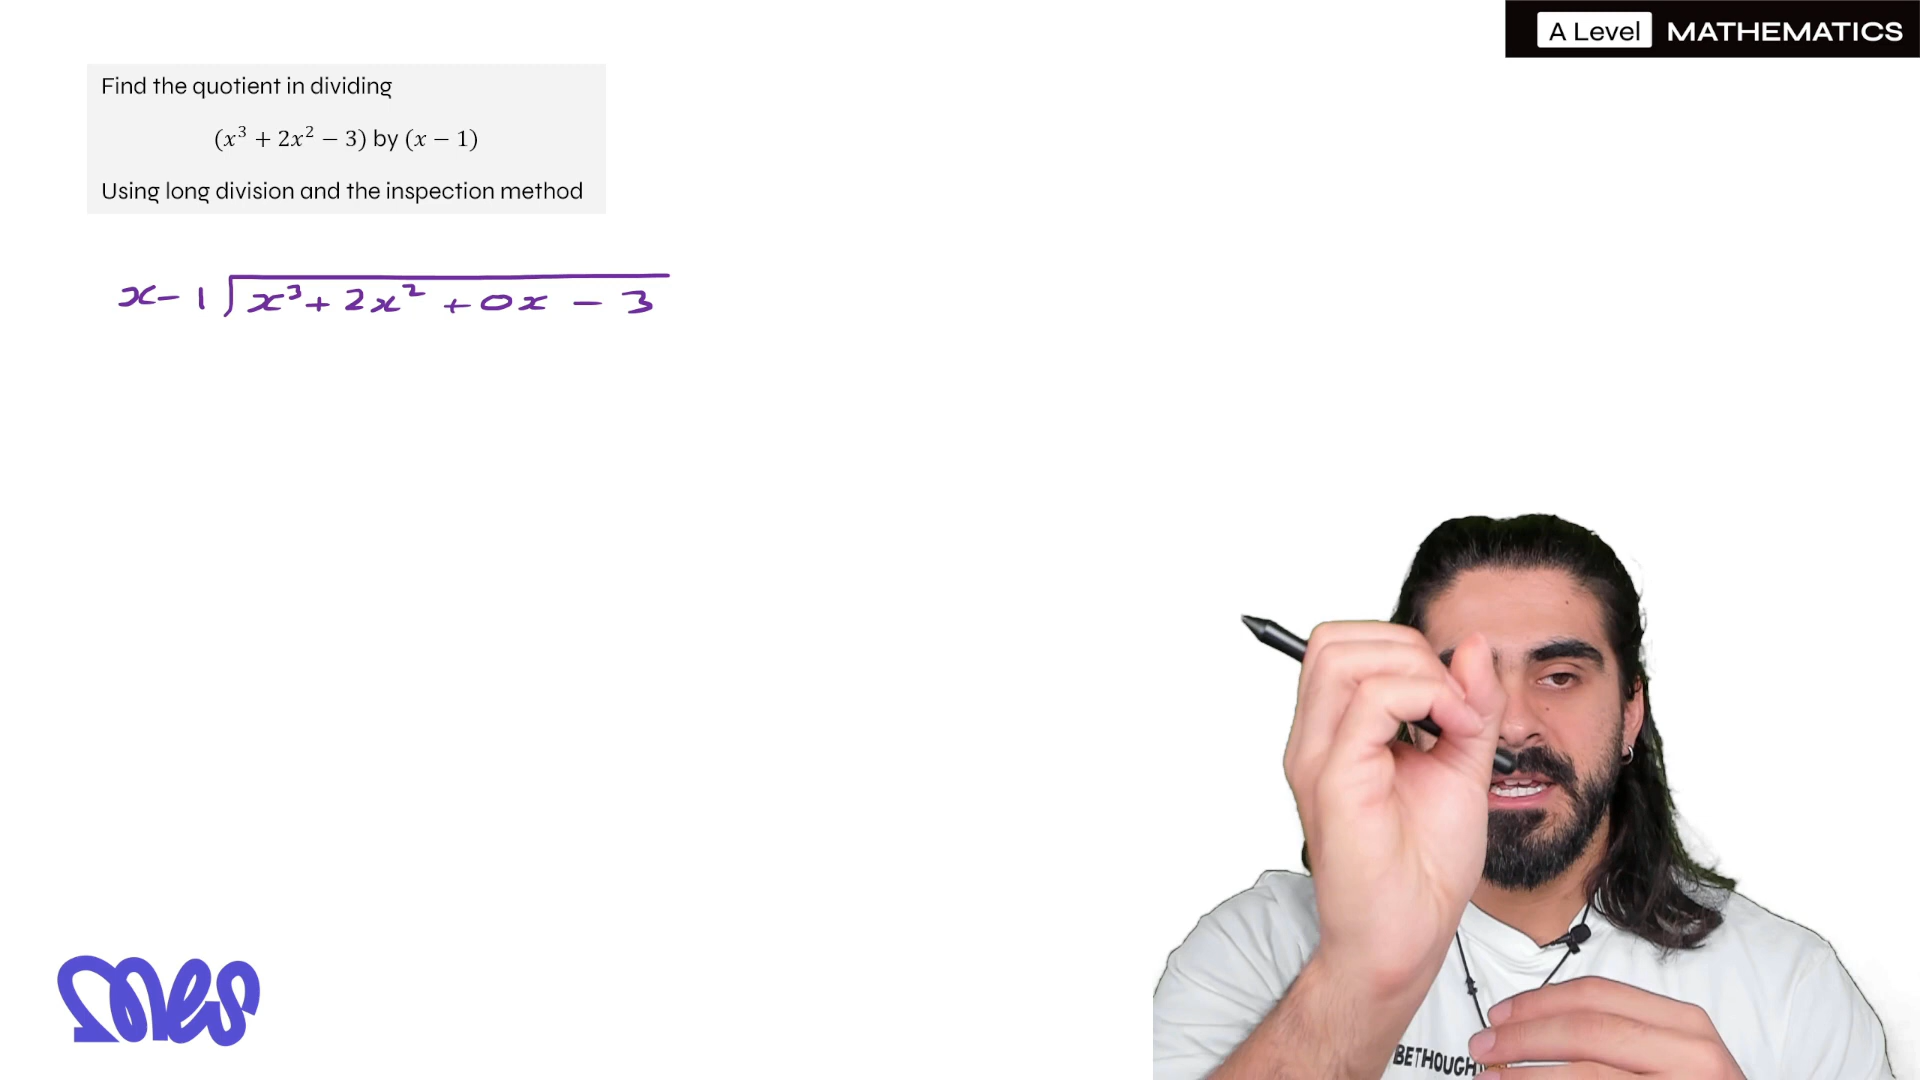 A Level MATHEMATICS
Find the quotient in dividing
(x³ + 2x² − 3) by (x − 1)
Using long division and the inspection method
x − 1 | x³ + 2x² + 0x − 3
mes
BETHOUGH